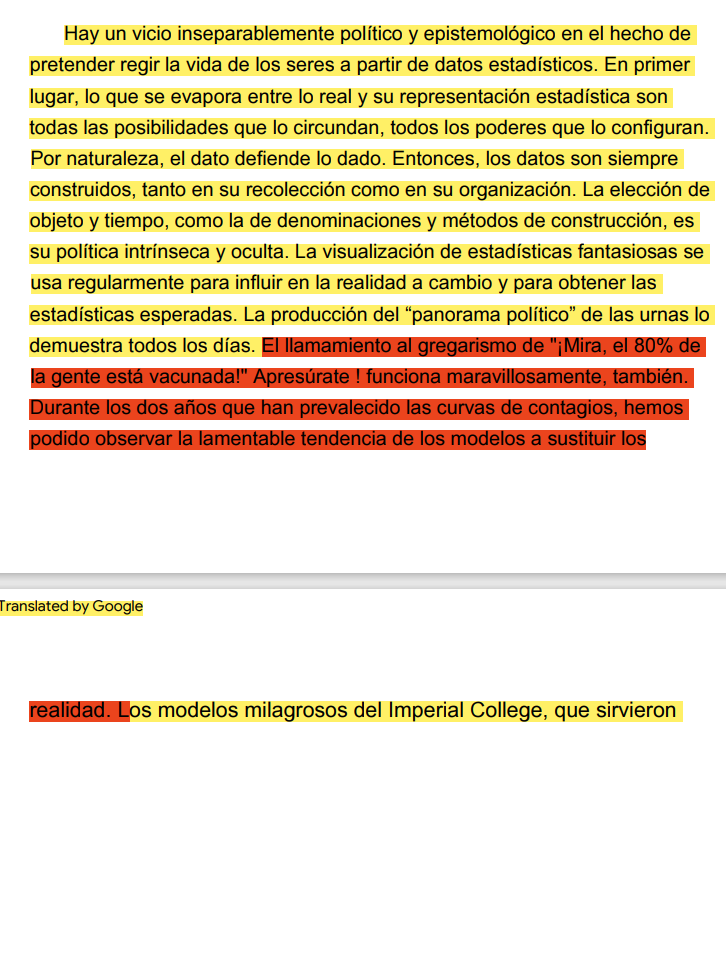 Hay un vicio inseparablemente político y epistemológico en el hecho de
pretender regir la vida de los seres a partir de datos estadísticos. En primer
lugar, lo que se evapora entre lo real y su representación estadística son
todas las posibilidades que lo circundan, todos los poderes que lo configuran.
Por naturaleza, el dato defiende lo dado. Entonces, los datos son siempre
construidos, tanto en su recolección como en su organización. La elección de
objeto y tiempo, como la de denominaciones y métodos de construcción, es
su política intrínseca y oculta. La visualización de estadísticas fantasiosas se
usa regularmente para influir en la realidad a cambio y para obtener las
estadísticas esperadas. La producción del “panorama político” de las urnas lo
demuestra todos los días. El llamamiento al gregarismo de "¡Mira, el 80% de
la gente está vacunada!" Apresúrate ! funciona maravillosamente, también.
Durante los dos años que han prevalecido las curvas de contagios, hemos
podido observar la lamentable tendencia de los modelos a sustituir los
Translated by Google
realidad. Los modelos milagrosos del Imperial College, que sirvieron